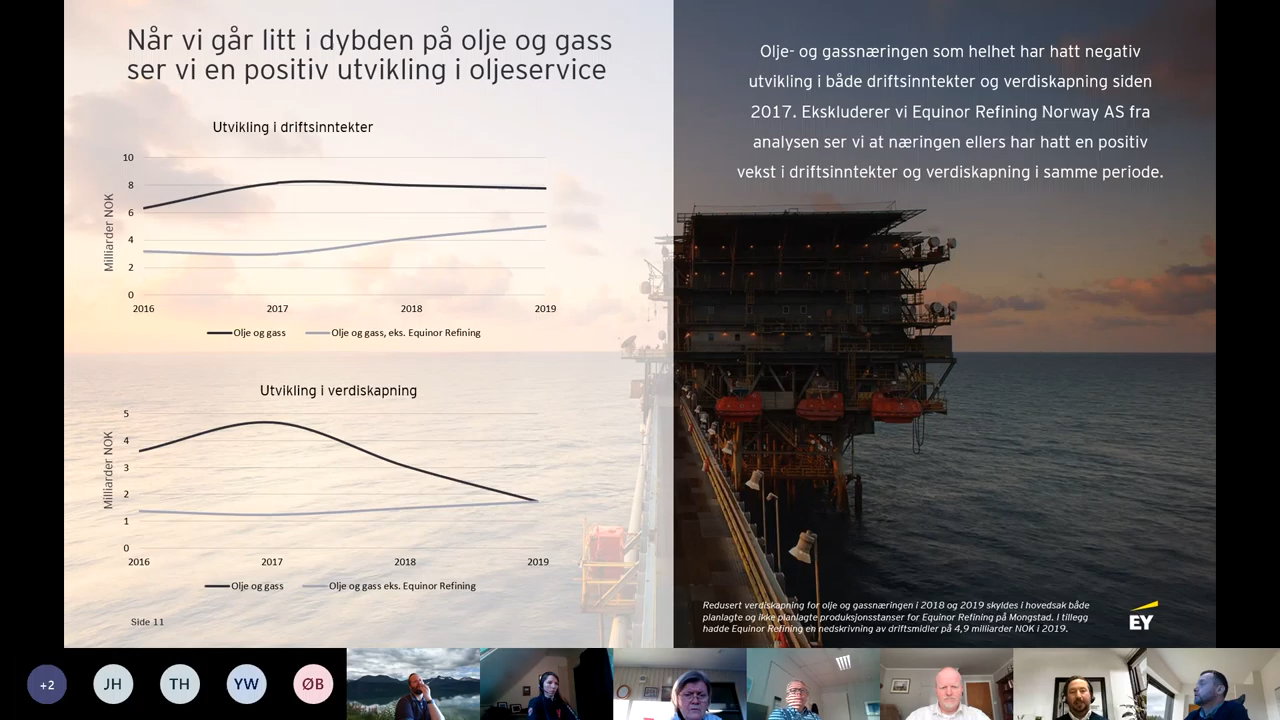 Når vi går litt i dybden på olje og gass
ser vi en positiv utvikling i oljeservice
Utvikling i driftsinntekter
Milliarder NOK
10
8
6
4
2
0
2016 2017 2018 2019
Olje og gass Olje og gass, eks. Equinor Refining
Utvikling i verdiskapning
Milliarder NOK
5
4
3
2
1
0
2016 2017 2018 2019
Olje og gass Olje og gass eks. Equinor Refining
Side 11
Olje- og gassnæringen som helhet har hatt negativ
utvikling i både driftsinntekter og verdiskapning siden
2017. Ekskluderer vi Equinor Refining Norway AS fra
analysen ser vi at næringen ellers har hatt en positiv
vekst i driftsinntekter og verdiskapning i samme periode.
Redusert verdiskapning for olje og gassnæringen i 2018 og 2019 skyldes i hovedsak både
planlagte og ikke planlagte produksjonsstanser for Equinor Refining på Mongstad. I tillegg
hadde Equinor Refining en nedskrivning av driftsmidler på 4,9 milliarder NOK i 2019.
EY
+2 JH TH YW ØB